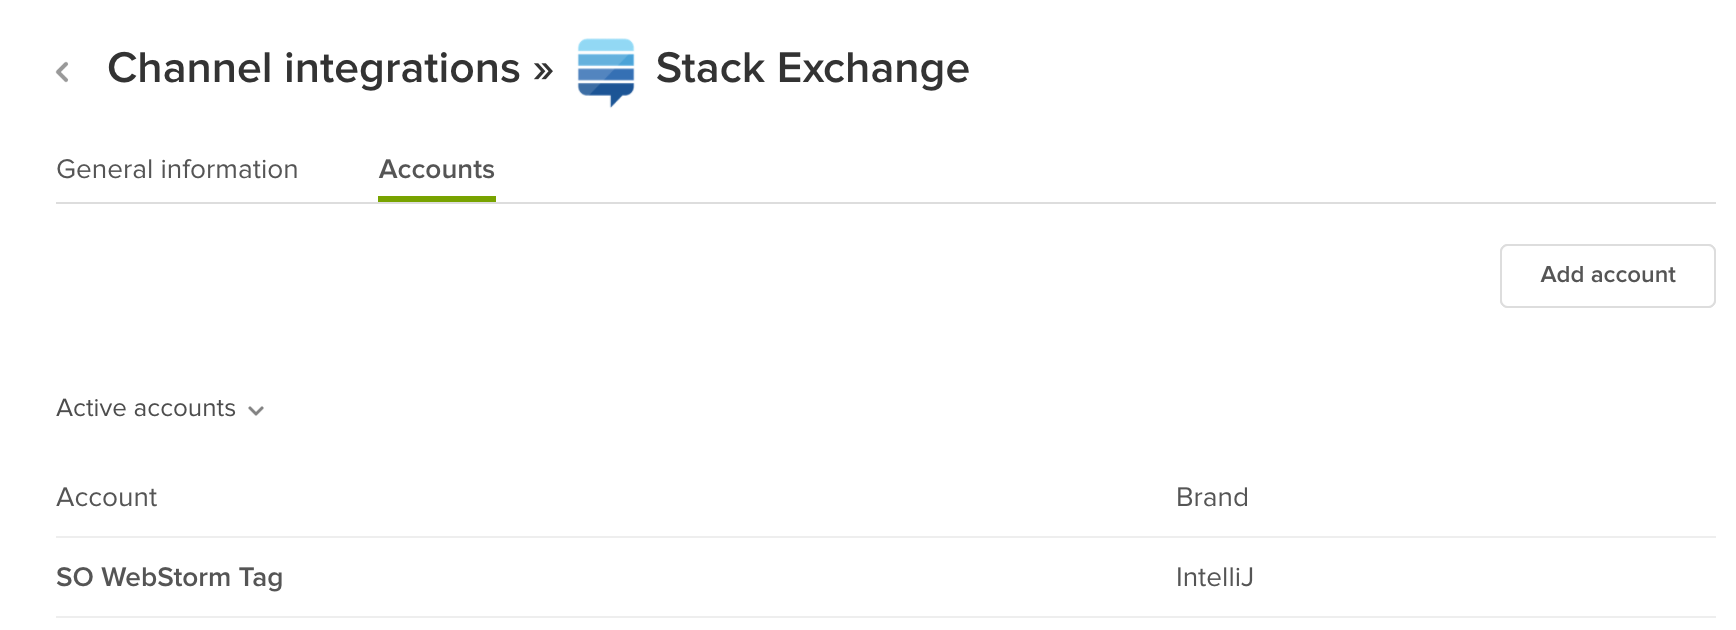 Channel integrations » Stack Exchange
General information Accounts
Add account
Active accounts
Account Brand
SO WebStorm Tag IntelliJ